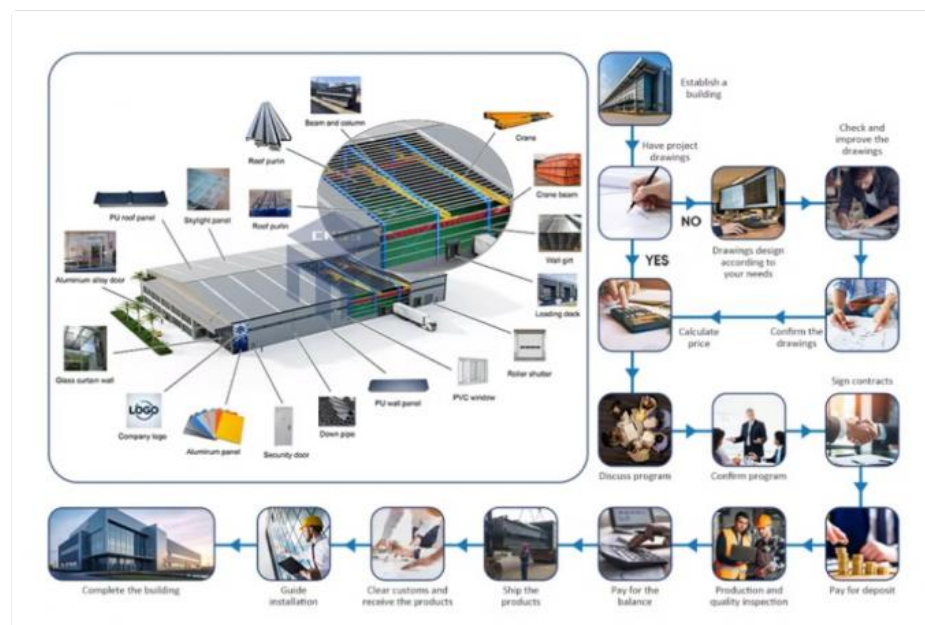 Beam and column
Crane
Roof purlin
Crane beam
PU roof panel
Skylight panel
Roof purlin
Wall girt
Aluminum alloy door
Loading dock
Glass curtain wall
Roller shutter
LOGO
PVC window
PU wall panel
Company logo
Down pipe
Aluminum panel
Security door
Establish a
building
Have project
drawings
NO
Drawings design
according to
your needs
Check and
improve the
drawings
YES
Calculate
price
Confirm the
drawings
Sign contracts
Discuss program
Confirm program
Pay for deposit
Production and
quality inspection
Pay for the
balance
Ship the
products
Clear customs and
receive the products
Guide
installation
Complete the building